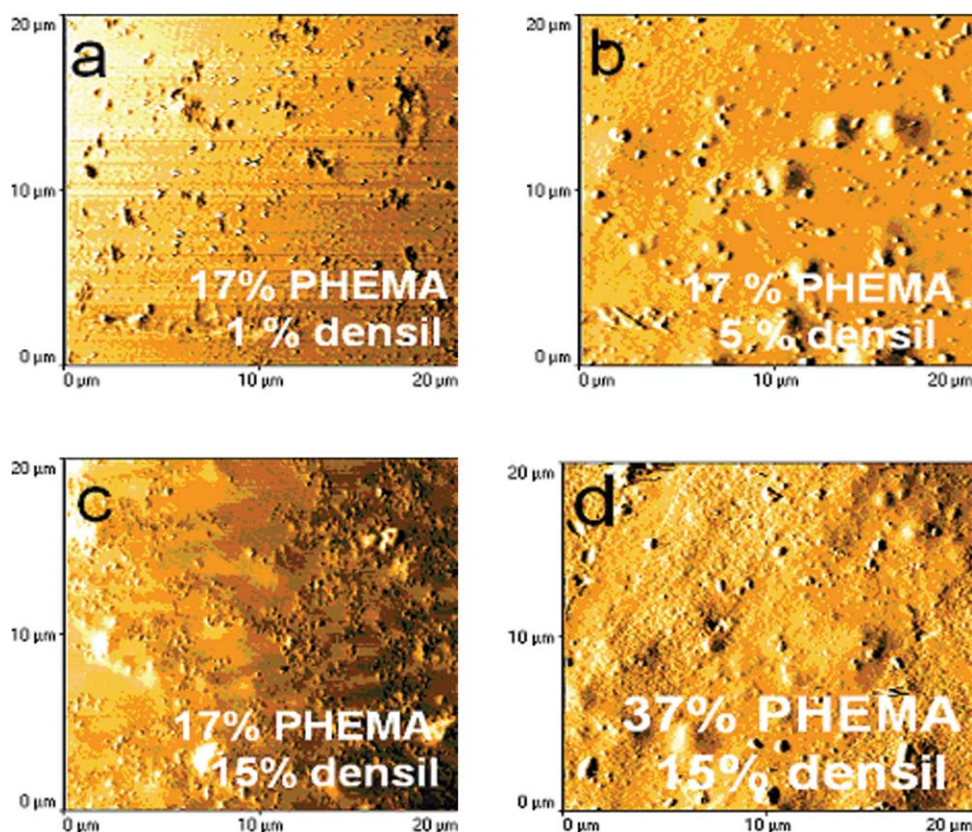 a
20 µm
10 µm
0 µm
17% PHEMA
1 % densil
0 µm 10 µm 20 µm
b
20 µm
10 µm
0 µm
17 % PHEMA
5 % densil
0 µm 10 µm 20 µm
c
20 µm
10 µm
0 µm
17% PHEMA
15% densil
0 µm 10 µm 20 µm
d
20 µm
10 µm
0 µm
37% PHEMA
15% densil
0 µm 10 µm 20 µm